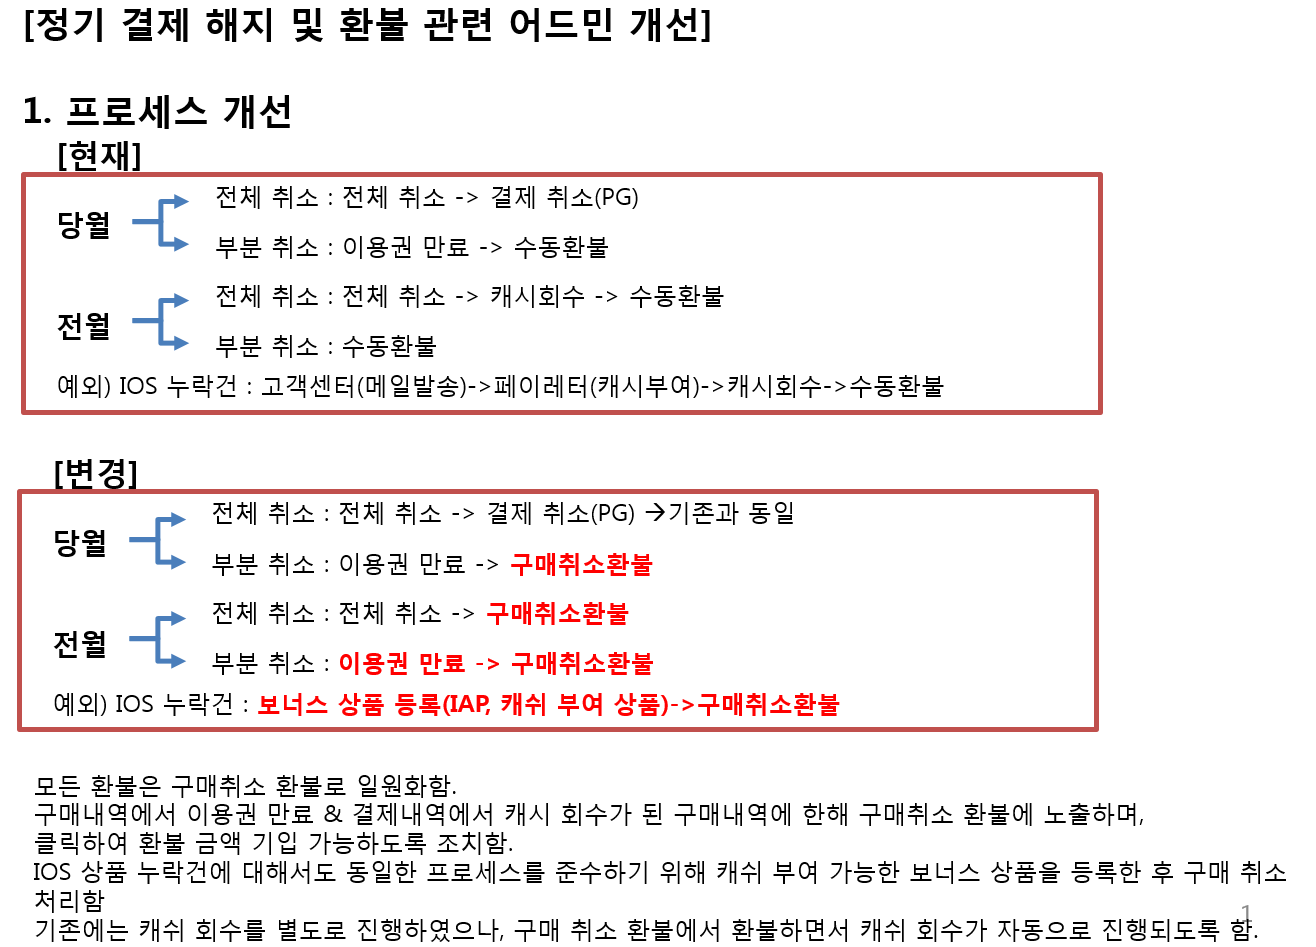 [정기 결제 해지 및 환불 관련 어드민 개선]
1. 프로세스 개선
[현재]
당월
전체 취소 : 전체 취소 -> 결제 취소(PG)
부분 취소 : 이용권 만료 -> 수동환불
전월
전체 취소 : 전체 취소 -> 캐시회수 -> 수동환불
부분 취소 : 수동환불
예외) IOS 누락건 : 고객센터(메일발송)->페이레터(캐시부여)->캐시회수->수동환불
[변경]
당월
전체 취소 : 전체 취소 -> 결제 취소(PG) →기존과 동일
부분 취소 : 이용권 만료 -> 구매취소환불
전월
전체 취소 : 전체 취소 -> 구매취소환불
부분 취소 : 이용권 만료 -> 구매취소환불
예외) IOS 누락건 : 보너스 상품 등록(IAP, 캐쉬 부여 상품)->구매취소환불
모든 환불은 구매취소 환불로 일원화함.
구매내역에서 이용권 만료 & 결제내역에서 캐시 회수가 된 구매내역에 한해 구매취소 환불에 노출하며,
클릭하여 환불 금액 기입 가능하도록 조치함.
IOS 상품 누락건에 대해서도 동일한 프로세스를 준수하기 위해 캐쉬 부여 가능한 보너스 상품을 등록한 후 구매 취소
처리함
기존에는 캐쉬 회수를 별도로 진행하였으나, 구매 취소 환불에서 환불하면서 캐쉬 회수가 자동으로 진행되도록 함.
1